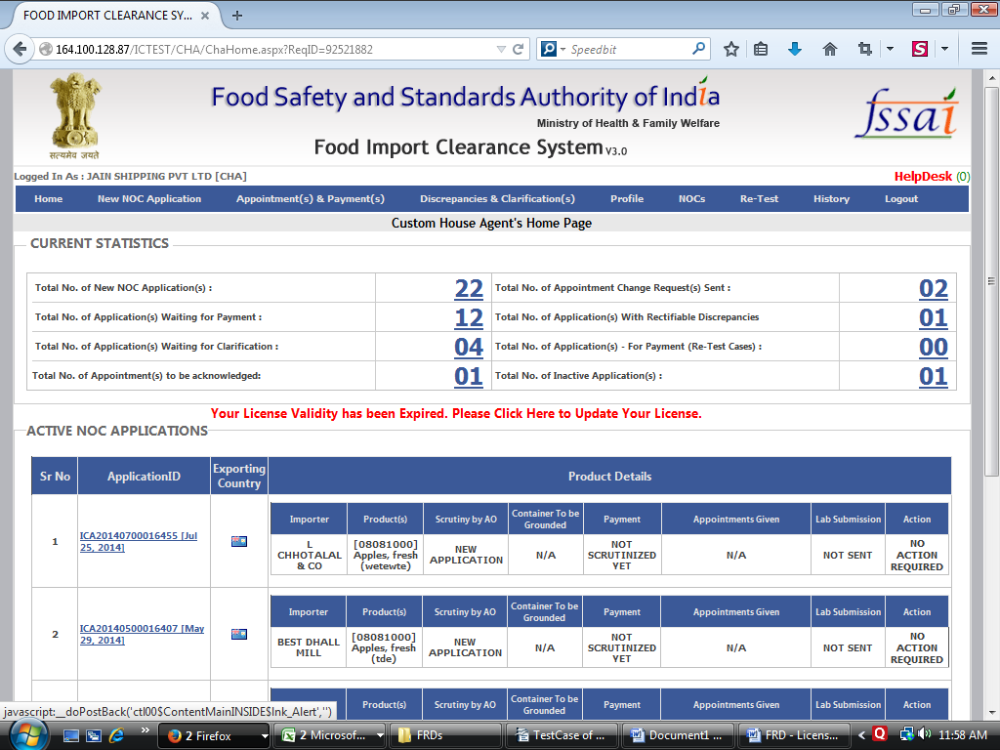 FOOD IMPORT CLEARANCE SY...
164.100.128.87/ICTEST/CHA/ChaHome.aspx?ReqID=92521882
Speedbit
सत्यमेव जयते
Food Safety and Standards Authority of India
Ministry of Health & Family Welfare
Food Import Clearance System V3.0
fssai
Logged In As : JAIN SHIPPING PVT LTD [CHA]
HelpDesk (0)
Home New NOC Application Appointment(s) & Payment(s) Discrepancies & Clarification(s) Profile NOCs Re-Test History Logout
Custom House Agent's Home Page
CURRENT STATISTICS
Total No. of New NOC Application(s) : 22 Total No. of Appointment Change Request(s) Sent : 02
Total No. of Application(s) Waiting for Payment : 12 Total No. of Application(s) With Rectifiable Discrepancies 01
Total No. of Application(s) Waiting for Clarification : 04 Total No. of Application(s) - For Payment (Re-Test Cases) : 00
Total No. of Appointment(s) to be acknowledged: 01 Total No. of Inactive Application(s) : 01
Your License Validity has been Expired. Please Click Here to Update Your License.
ACTIVE NOC APPLICATIONS
Sr No ApplicationID Exporting Country Product Details
1 ICA20140700016455 [Jul 25, 2014]
Importer Product(s) Scrutiny by AO Container To be Grounded Payment Appointments Given Lab Submission Action
L CHHOTALAL & CO [08081000] Apples, fresh (wetewte) NEW APPLICATION N/A NOT SCRUTINIZED YET N/A NOT SENT NO ACTION REQUIRED
2 ICA20140500016407 [May 29, 2014]
Importer Product(s) Scrutiny by AO Container To be Grounded Payment Appointments Given Lab Submission Action
BEST DHALL MILL [08081000] Apples, fresh (tde) NEW APPLICATION N/A NOT SCRUTINIZED YET N/A NOT SENT NO ACTION REQUIRED
Product(s) Scrutiny by AO Container To be Grounded Payment Appointments Given Lab Submission Action
javascript:__doPostBack('ctl00$ContentMainINSIDE$lnk_Alert','')
2 Firefox 2 Microsof... FRDs TestCase of ... Document1 ... FRD - Licens... 11:58 AM